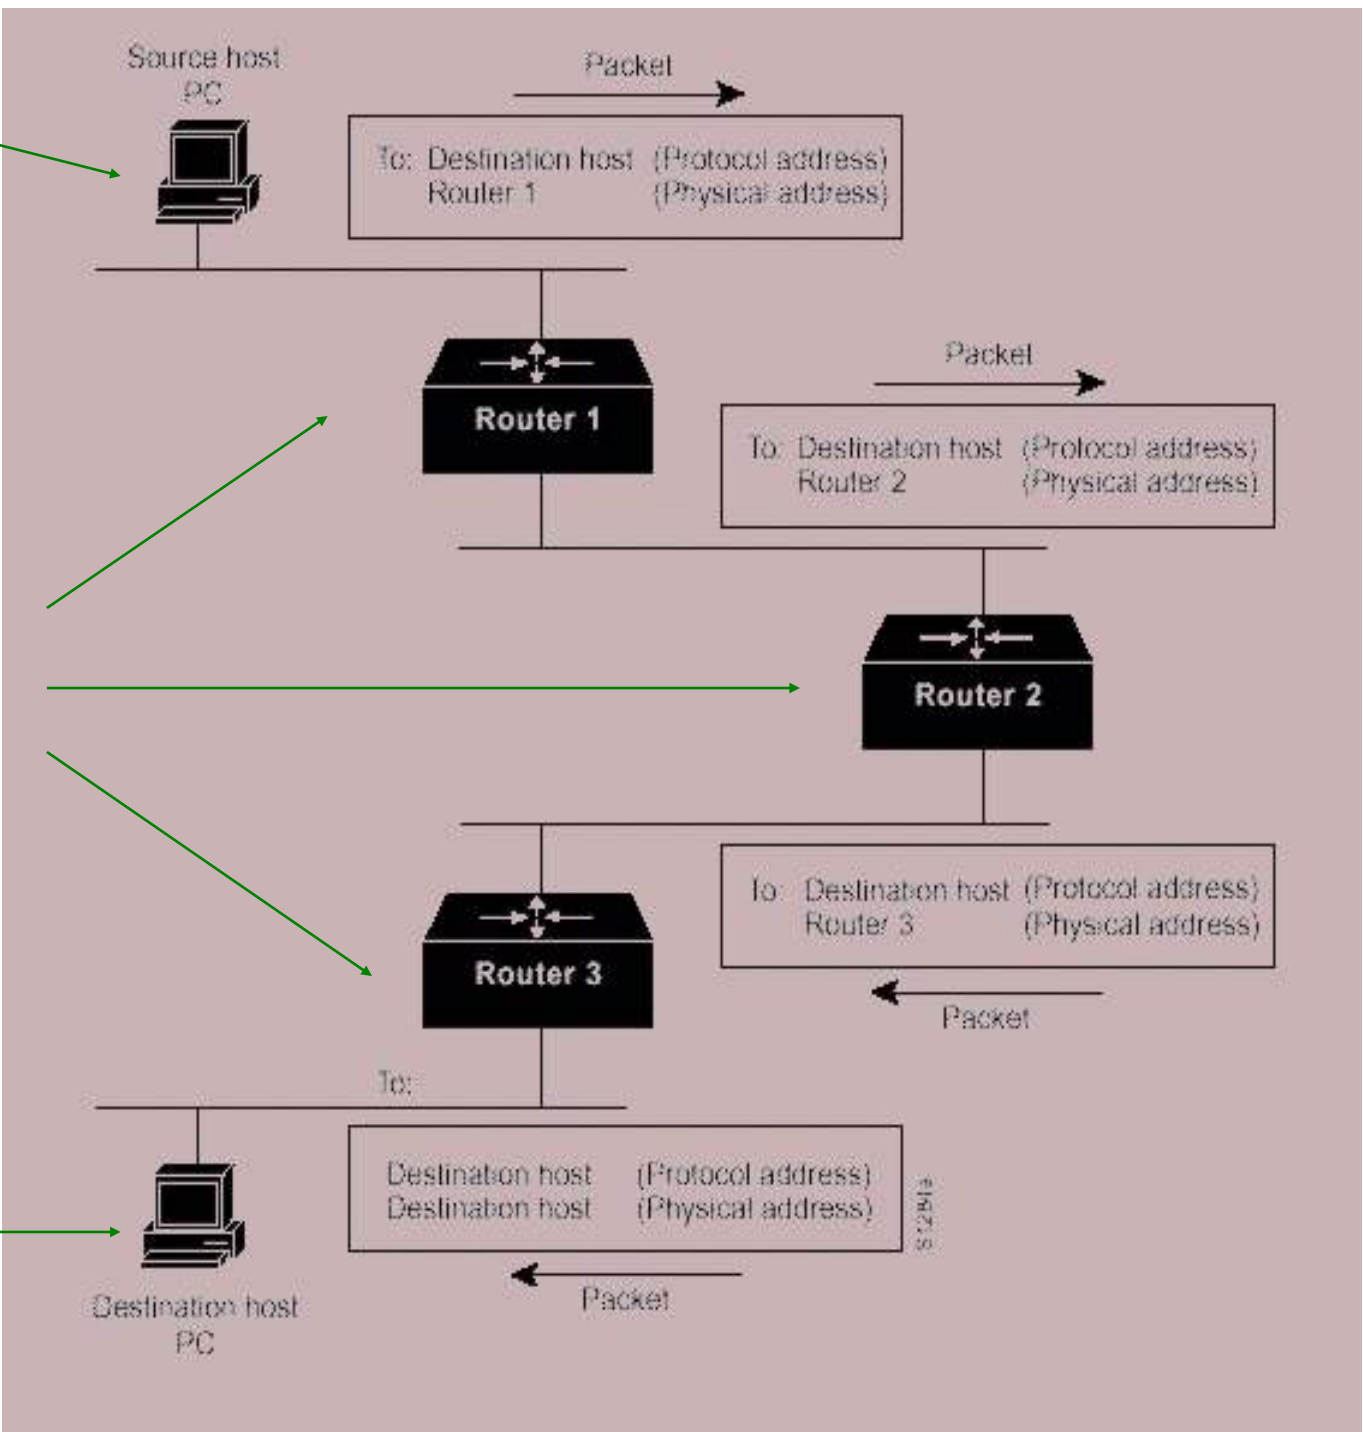 Source host
PC
Packet
To: Destination host (Protocol address)
Router 1 (Physical address)
Router 1
Packet
To: Destination host (Protocol address)
Router 2 (Physical address)
Router 2
To: Destination host (Protocol address)
Router 3 (Physical address)
Packet
Router 3
To:
Destination host (Protocol address)
Destination host (Physical address)
Packet
Destination host
PC